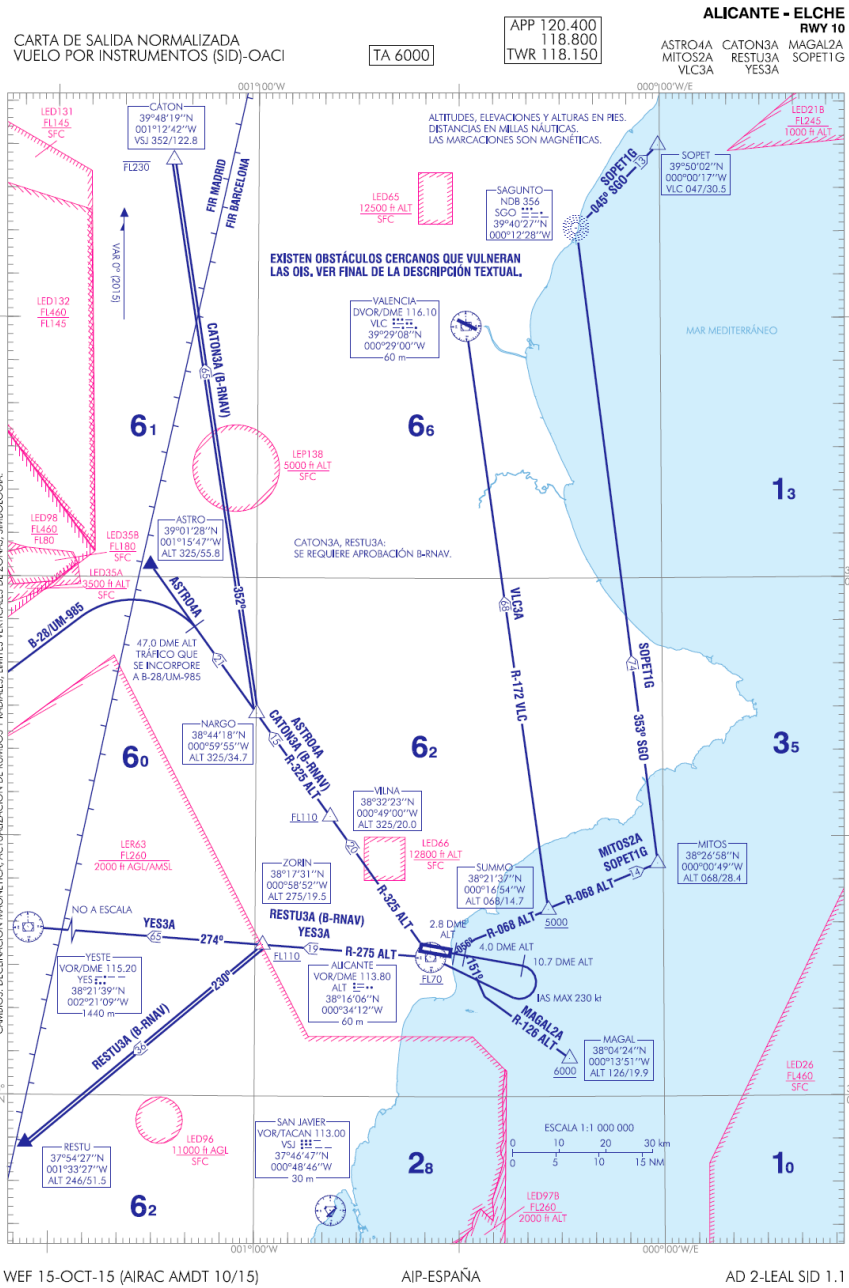 ALICANTE - ELCHE
RWY 10
CARTA DE SALIDA NORMALIZADA
VUELO POR INSTRUMENTOS (SID)-OACI
TA 6000
APP 120.400
118.800
TWR 118.150
ASTRO4A CATON3A MAGAL2A
MITOS2A RESTU3A SOPET1G
VLC3A YES3A
001°00'W
000°00'W/E
LED131
FL145
SFC
CATON
39°48'19''N
001°12'42''W
VSJ 352/122.8
FL230
FIR MADRID
FIR BARCELONA
VAR 0° (2015)
ALTITUDES, ELEVACIONES Y ALTURAS EN PIES.
DISTANCIAS EN MILLAS NÁUTICAS.
LAS MARCACIONES SON MAGNÉTICAS.
LED21B
FL245
1000 ft ALT
LED65
12500 ft ALT
SFC
SOPET1G
13
045° SGO
SOPET
39°50'02''N
000°00'17''W
VLC 047/30.5
SAGUNTO
NDB 356
SGO
39°40'27''N
000°12'28''W
EXISTEN OBSTÁCULOS CERCANOS QUE VULNERAN
LAS OIS. VER FINAL DE LA DESCRIPCIÓN TEXTUAL.
LED132
FL460
FL145
VALENCIA
DVOR/DME 116.10
VLC
39°29'08''N
000°29'00''W
60 m
MAR MEDITERRÁNEO
CATON3A (B-RNAV)
65
6₁
6₆
1₃
LEP138
5000 ft ALT
SFC
LED98
FL460
FL80
LED35B
FL180
SFC
LED35A
3500 ft ALT
SFC
ASTRO
39°01'28''N
001°15'47''W
ALT 325/55.8
CATON3A, RESTU3A:
SE REQUIERE APROBACIÓN B-RNAV.
352°
ASTRO4A
21
B-28/UM-985
47.0 DME ALT
TRÁFICO QUE
SE INCORPORE
A B-28/UM-985
VLC3A
68
R-172 VLC
SOPET1G
74
353° SGO
NARGO
38°44'18''N
000°59'55''W
ALT 325/34.7
ASTRO4A
CATON3A (B-RNAV)
15
R-325 ALT
6₀
6₂
3₅
VILNA
38°32'23''N
000°49'00''W
ALT 325/20.0
FL110
20
R-325 ALT
LED66
12800 ft ALT
SFC
LER63
FL260
2000 ft AGL/AMSL
ZORIN
38°17'31''N
000°58'52''W
ALT 275/19.5
SUMMO
38°21'37''N
000°16'54''W
ALT 068/14.7
MITOS2A
SOPET1G
14
R-068 ALT
MITOS
38°26'58''N
000°00'49''W
ALT 068/28.4
NO A ESCALA
YES3A
65
274°
RESTU3A (B-RNAV)
YES3A
19
R-275 ALT
FL110
2.8 DME
ALT
056°
R-068 ALT
5000
4.0 DME ALT
10.7 DME ALT
151°
IAS MAX 230 kt
FL70
YESTE
VOR/DME 115.20
YES
38°21'39''N
002°21'09''W
1440 m
ALICANTE
VOR/DME 113.80
ALT
38°16'06''N
000°34'12''W
60 m
230°
RESTU3A (B-RNAV)
MAGAL2A
R-126 ALT
6000
MAGAL
38°04'24''N
000°13'51''W
ALT 126/19.9
LED26
FL460
SFC
RESTU
37°54'27''N
001°33'27''W
ALT 246/51.5
LED96
11000 ft AGL
SFC
SAN JAVIER
VOR/TACAN 113.00
VSJ
37°46'47''N
000°48'46''W
30 m
ESCALA 1:1 000 000
0 10 20 30 km
0 5 10 15 NM
6₂
2₈
1₀
LED97B
FL260
2000 ft ALT
001°00'W
000°00'W/E
WEF 15-OCT-15 (AIRAC AMDT 10/15)
AIP-ESPAÑA
AD 2-LEAL SID 1.1